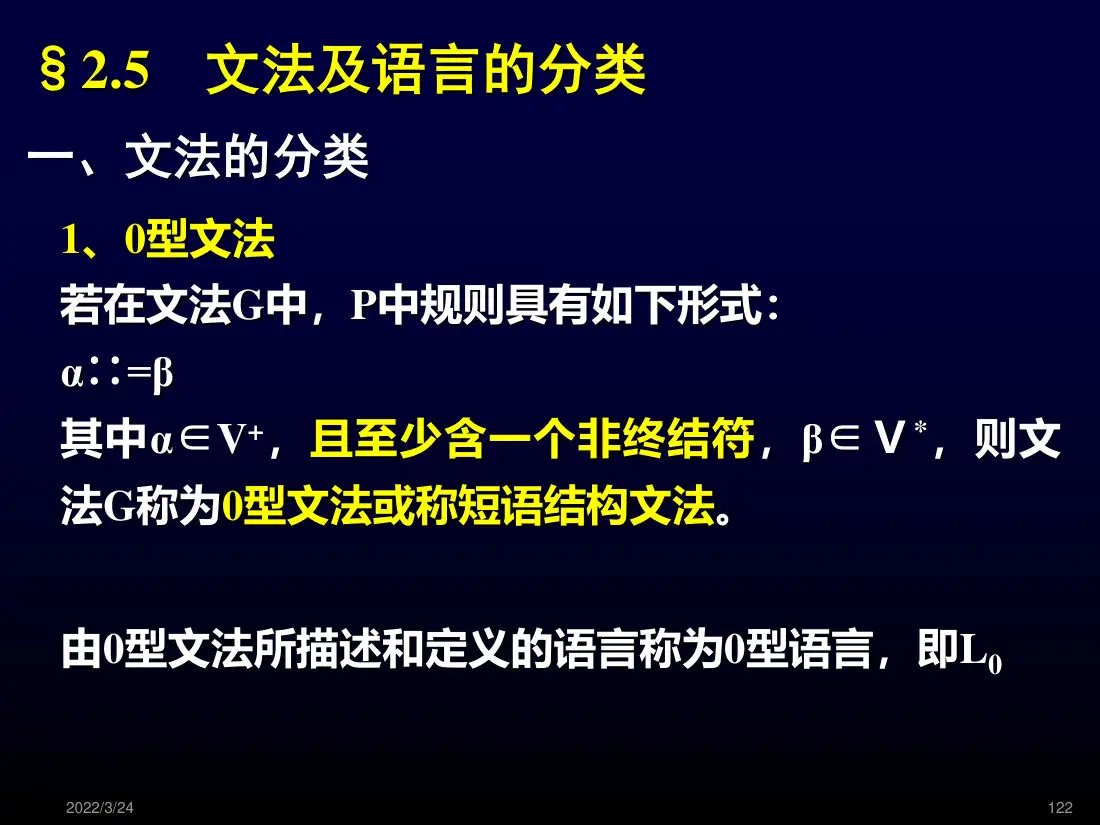 §2.5 文法及语言的分类
一、文法的分类
1、0型文法
若在文法G中，P中规则具有如下形式：
α∷=β
其中α∈V⁺，且至少含一个非终结符，β∈V*，则文
法G称为0型文法或称短语结构文法。
由0型文法所描述和定义的语言称为0型语言，即L₀
2022/3/24
122